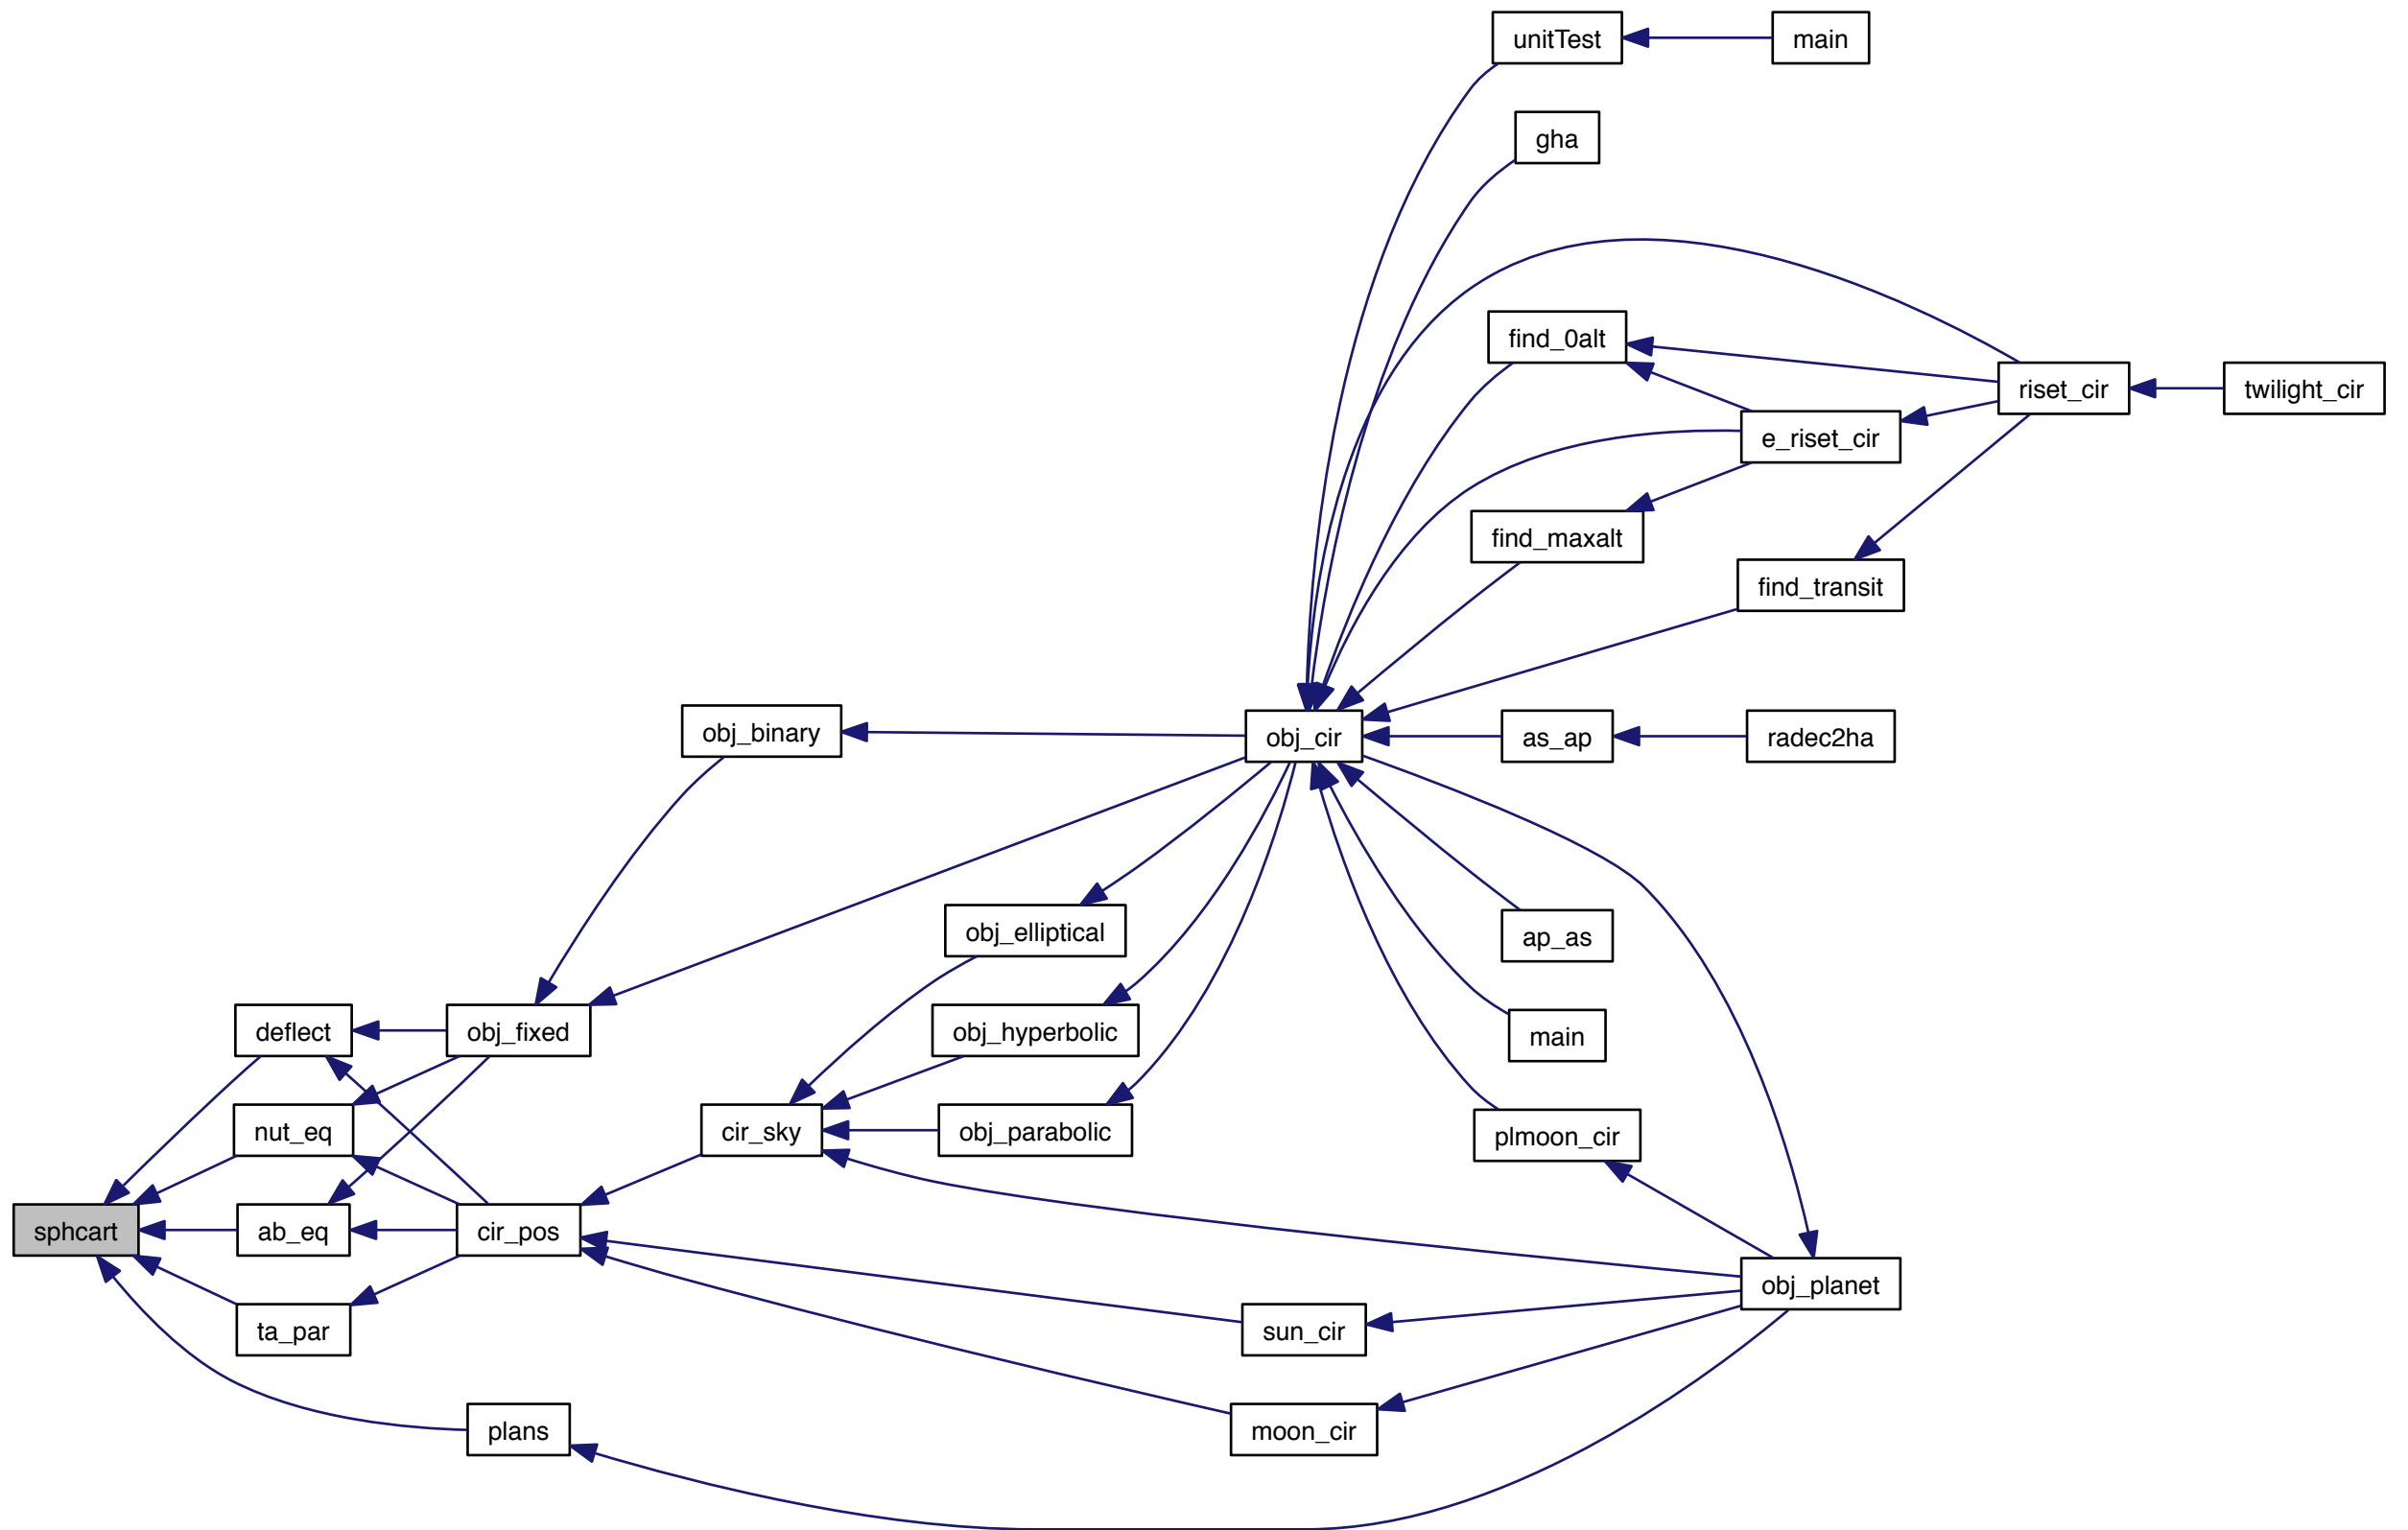 unitTest
main
gha
find_0alt
riset_cir
twilight_cir
e_riset_cir
find_maxalt
find_transit
obj_binary
obj_cir
as_ap
radec2ha
obj_elliptical
ap_as
deflect
obj_fixed
obj_hyperbolic
main
nut_eq
cir_sky
obj_parabolic
plmoon_cir
sphcart
ab_eq
cir_pos
obj_planet
ta_par
sun_cir
plans
moon_cir